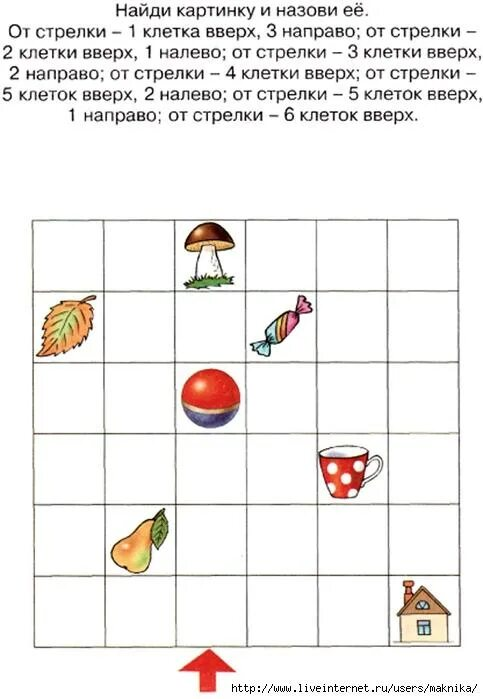 Найди картинку и назови её.
От стрелки – 1 клетка вверх, 3 направо; от стрелки –
2 клетки вверх, 1 налево; от стрелки – 3 клетки вверх,
2 направо; от стрелки – 4 клетки вверх; от стрелки –
5 клеток вверх, 2 налево; от стрелки – 5 клеток вверх,
1 направо; от стрелки – 6 клеток вверх.
http://www.liveinternet.ru/users/maknika/